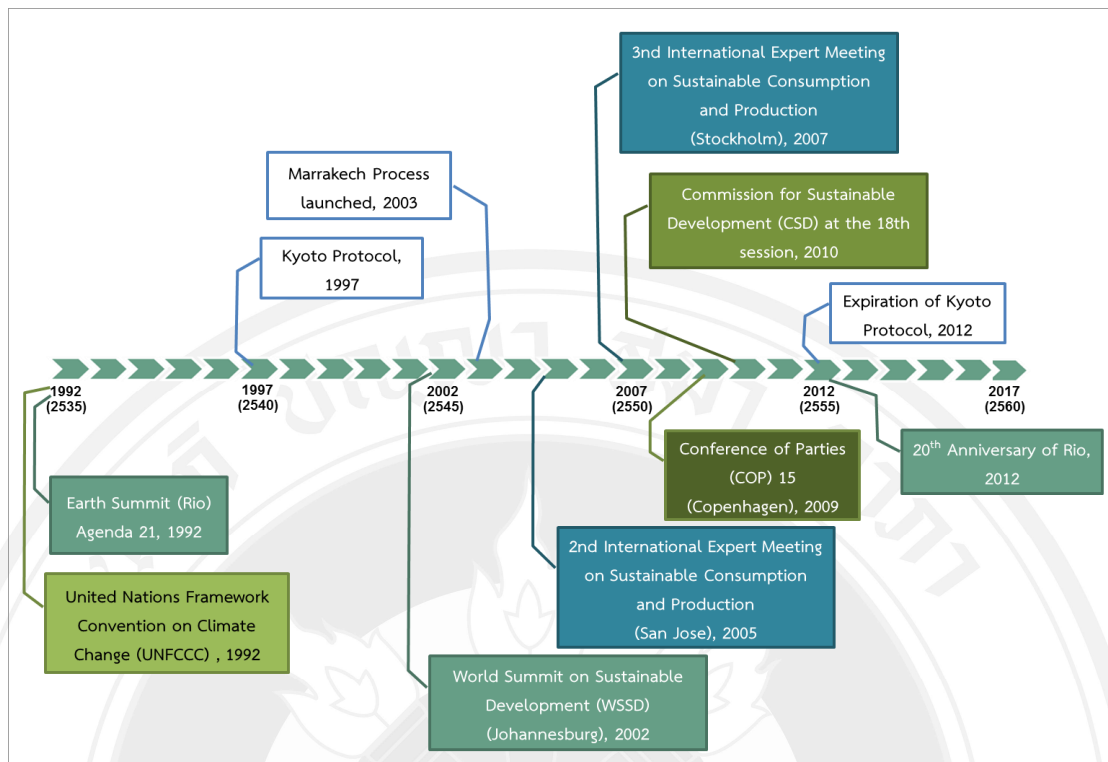 3nd International Expert Meeting
on Sustainable Consumption
and Production
(Stockholm), 2007
Marrakech Process
launched, 2003
Commission for Sustainable
Development (CSD) at the 18th
session, 2010
Kyoto Protocol,
1997
Expiration of Kyoto
Protocol, 2012
1992
(2535)
1997
(2540)
2002
(2545)
2007
(2550)
2012
(2555)
2017
(2560)
Earth Summit (Rio)
Agenda 21, 1992
Conference of Parties
(COP) 15
(Copenhagen), 2009
20th Anniversary of Rio,
2012
2nd International Expert Meeting
on Sustainable Consumption
and Production
(San Jose), 2005
United Nations Framework
Convention on Climate
Change (UNFCCC) , 1992
World Summit on Sustainable
Development (WSSD)
(Johannesburg), 2002